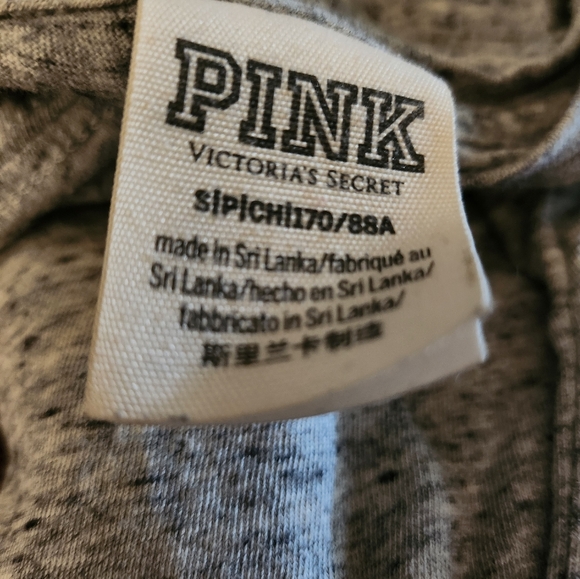 PINK
VICTORIA'S SECRET
S|P|CH|170/88A
made in Sri Lanka/fabriqué au
Sri Lanka/hecho en Sri Lanka/
fabbricato in Sri Lanka/
斯里兰卡制造